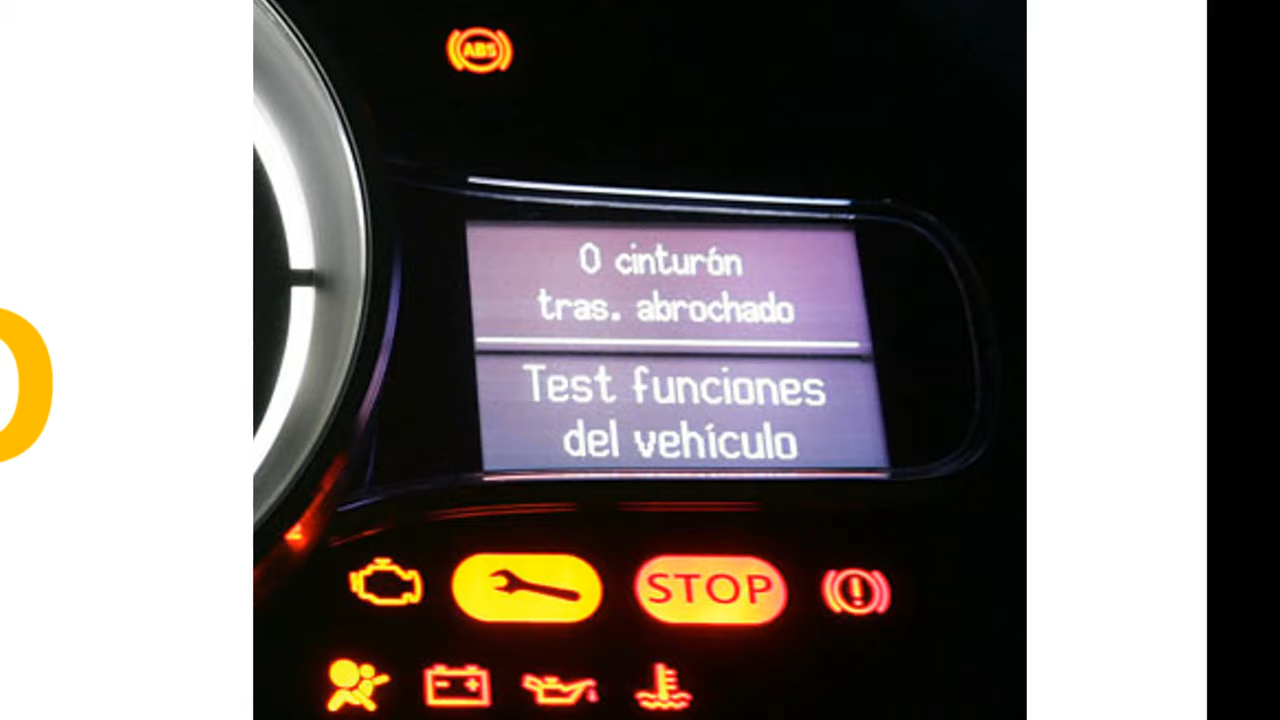 ABS
0 cinturón
tras. abrochado
Test funciones
del vehículo
STOP